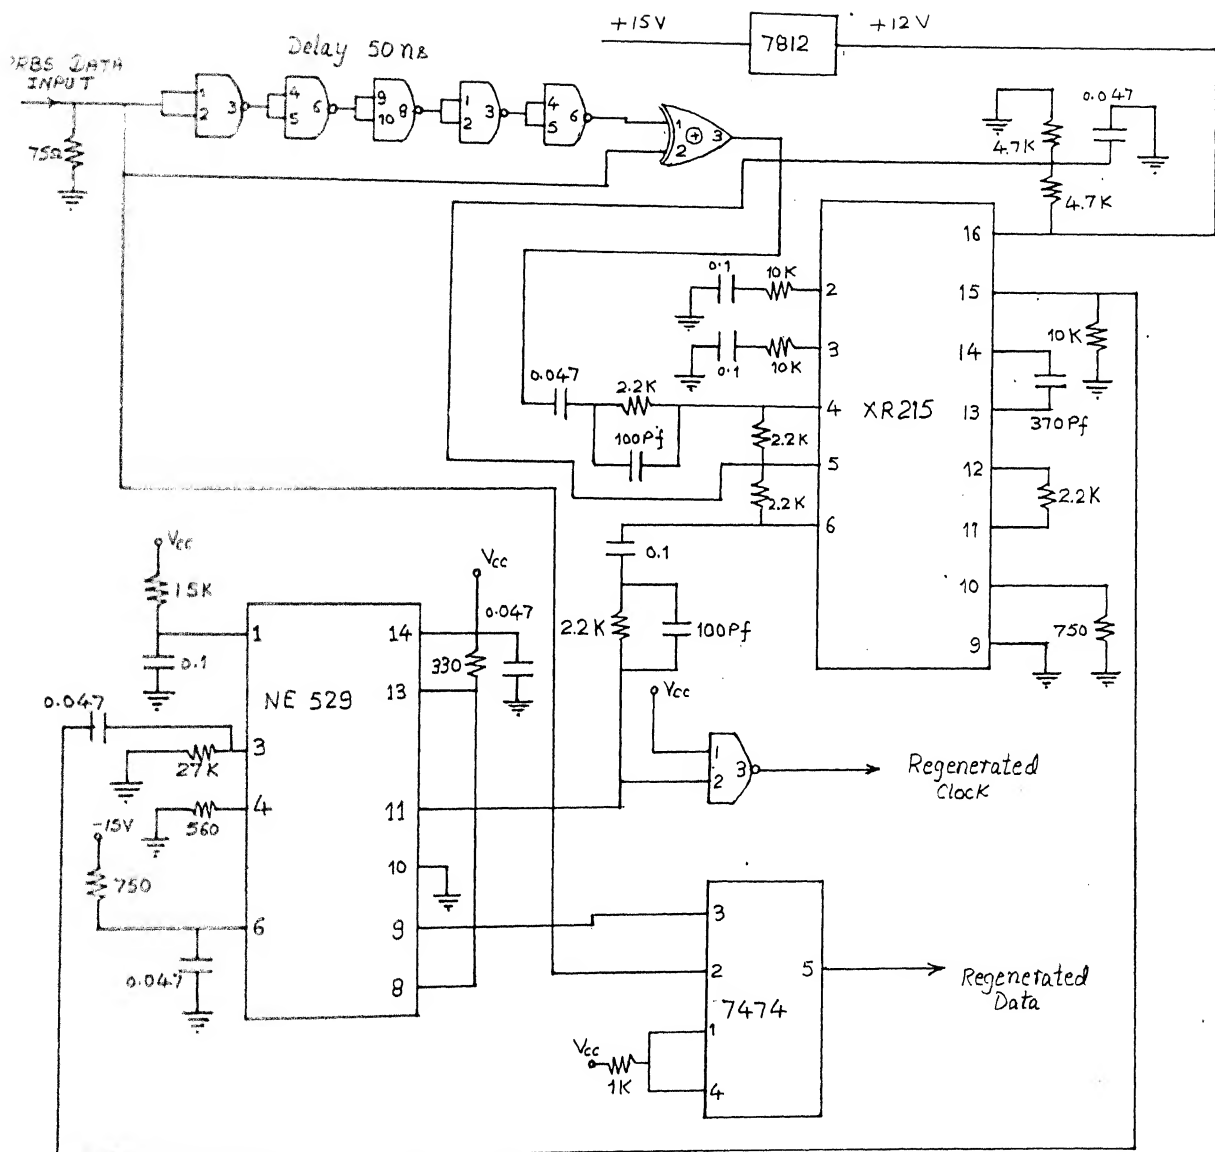 +15V
7812
+12V
Delay 50ns
PRBS DATA
INPUT
75Ω
1
2
3
4
5
6
9
10
8
1
2
3
4
5
6
1
2
3
+
4.7K
0.047
4.7K
16
0.1
10K
2
15
10K
3
0.1
10K
14
13
370Pf
XR215
0.047
2.2K
4
100Pf
2.2K
5
2.2K
6
12
2.2K
11
10
750
9
0.1
2.2K
100Pf
Vcc
15K
1
0.1
Vcc
14
0.047
330
13
NE 529
0.047
3
27K
4
560
-15V
750
6
0.047
11
10
9
8
Vcc
1
2
3
Regenerated
Clock
3
2
5
7474
1
4
Vcc
1K
Regenerated
Data